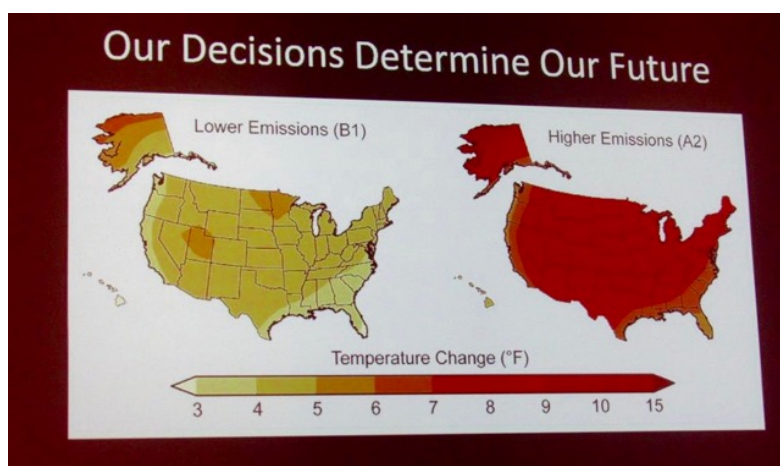 Our Decisions Determine Our Future
Lower Emissions (B1)
Higher Emissions (A2)
Temperature Change (°F)
3 4 5 6 7 8 9 10 15